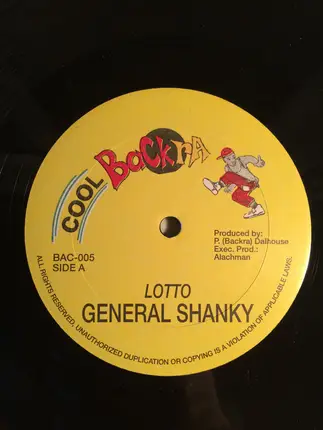 COOL BacKrA
Produced by:
P. (Backra) Dalhouse
Exec. Prod.:
Alachman
BAC-005
SIDE A
LOTTO
GENERAL SHANKY
ALL RIGHTS RESERVED, UNAUTHORIZED DUPLICATION OR COPYING IS A VIOLATION OF APPLICABLE LAWS.